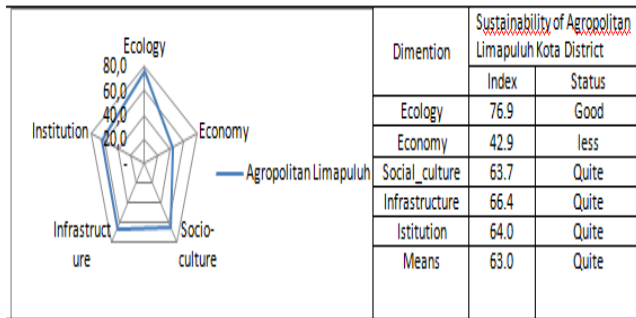 Ecology
80,0
60,0
40,0
20,0
-
Institution
Economy
Infrastruct
ure
Socio-
culture
Agropolitan Limapuluh
Dimention
Sustainability of Agropolitan
Limapuluh Kota District
Index Status
Ecology 76.9 Good
Economy 42.9 less
Social_culture 63.7 Quite
Infrastructure 66.4 Quite
Istitution 64.0 Quite
Means 63.0 Quite